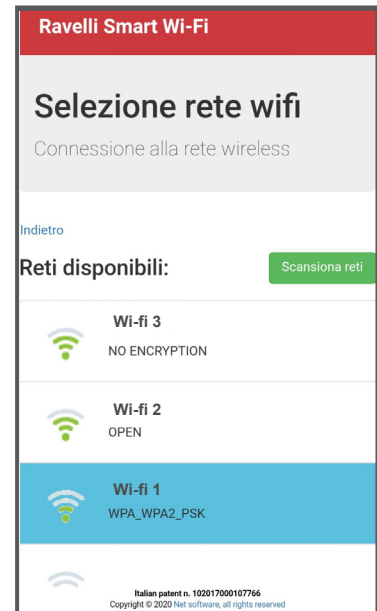 Ravelli Smart Wi-Fi
Selezione rete wifi
Connessione alla rete wireless
Indietro
Reti disponibili:
Scansiona reti
Wi-fi 3
NO ENCRYPTION
Wi-fi 2
OPEN
Wi-fi 1
WPA_WPA2_PSK
Italian patent n. 102017000107766
Copyright © 2020 Net software, all rights reserved